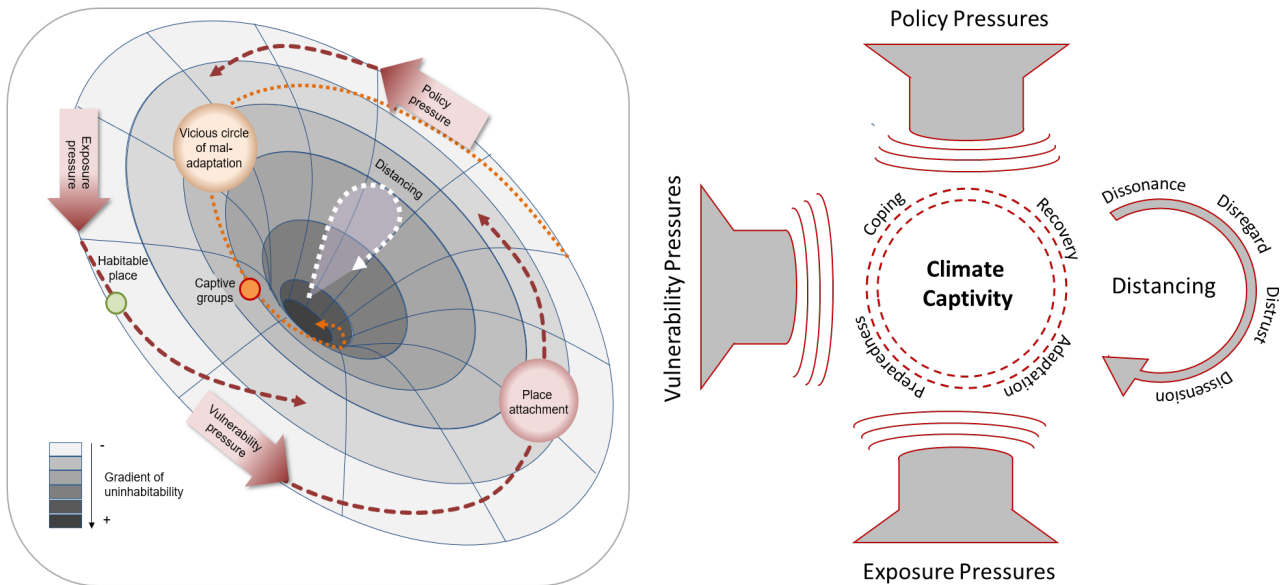 Policy
pressure
Exposure
pressure
Vicious circle
of mal-
adaptation
Distancing
Habitable
place
Captive
groups
Place
attachment
Vulnerability
pressure
-
Gradient of
uninhabitability
+
Policy Pressures
Vulnerability Pressures
Coping
Recovery
Climate
Captivity
Preparedness
Adaptation
Dissonance
Disregard
Distancing
Distrust
Dissension
Exposure Pressures